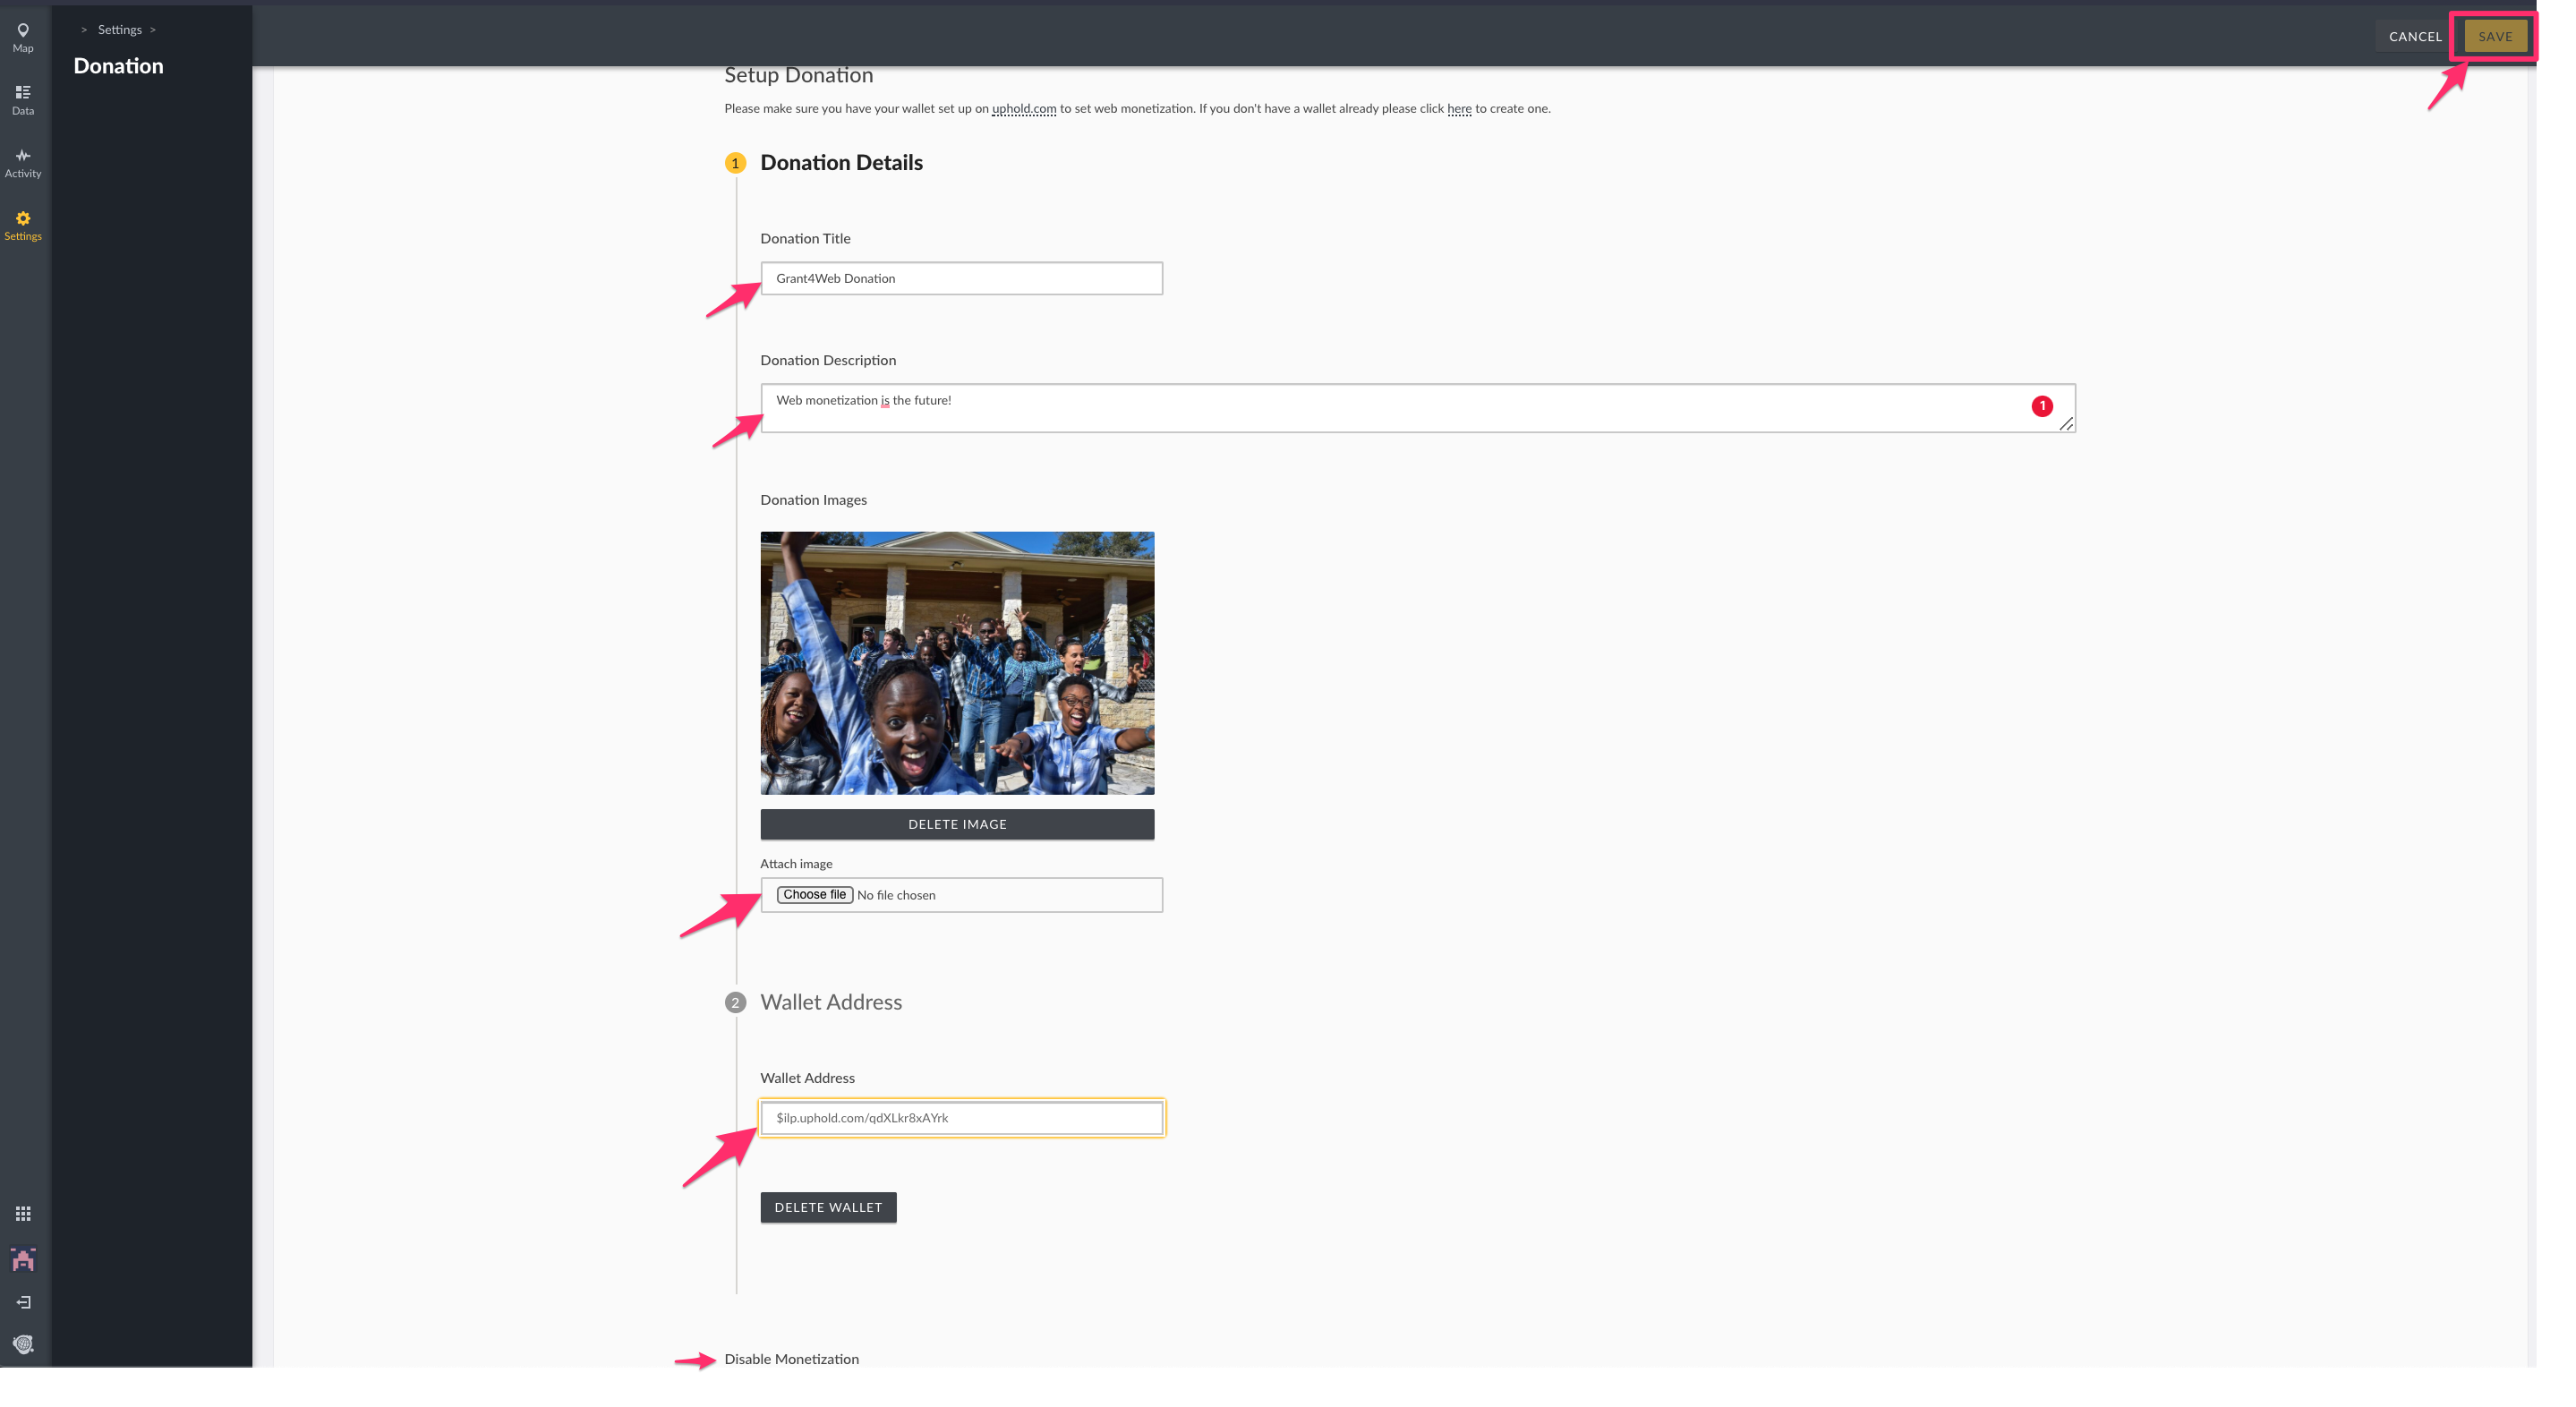 Map
Data
Activity
Settings
> Settings >
Donation
CANCEL
SAVE
Setup Donation
Please make sure you have your wallet set up on uphold.com to set web monetization. If you don't have a wallet already please click here to create one.
1 Donation Details
Donation Title
Grant4Web Donation
Donation Description
Web monetization is the future!
1
Donation Images
DELETE IMAGE
Attach image
Choose file No file chosen
2 Wallet Address
Wallet Address
$ilp.uphold.com/qdXLkr8xAYrk
DELETE WALLET
Disable Monetization